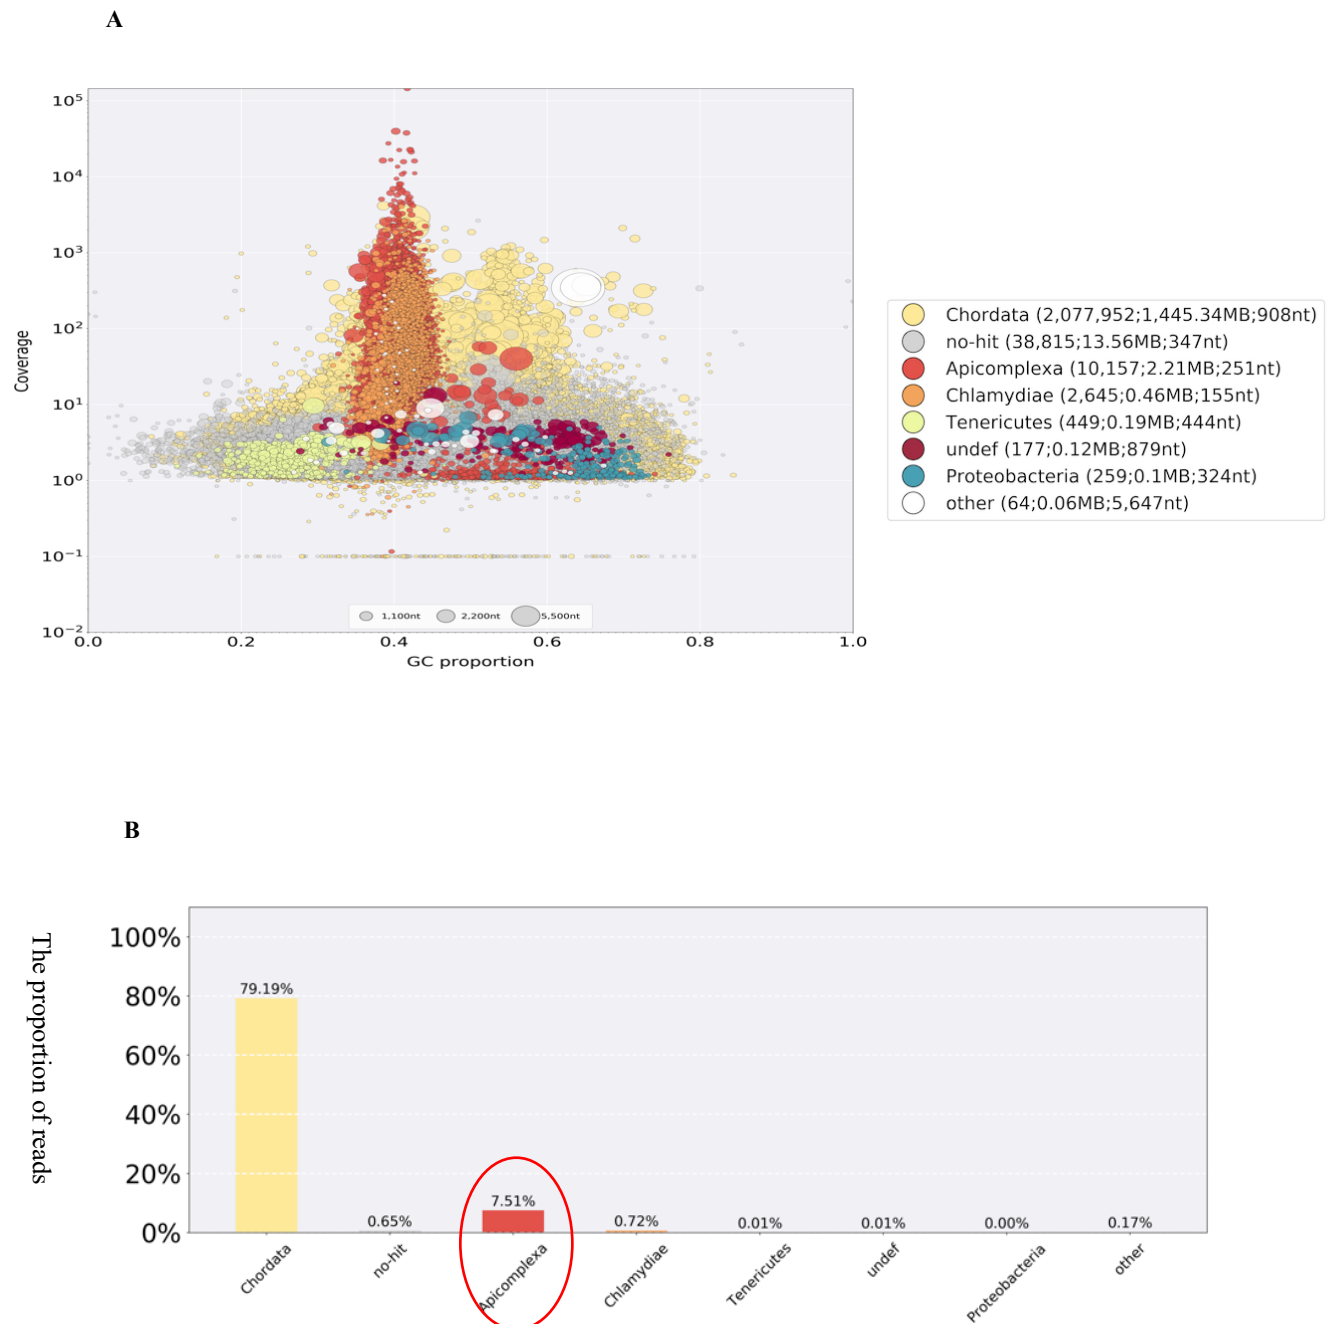 A
10⁵
10⁴
10³
10²
10¹
10⁰
10⁻¹
10⁻²
Coverage
0.0 0.2 0.4 0.6 0.8 1.0
GC proportion
1,100nt 2,200nt 5,500nt
Chordata (2,077,952;1,445.34MB;908nt)
no-hit (38,815;13.56MB;347nt)
Apicomplexa (10,157;2.21MB;251nt)
Chlamydiae (2,645;0.46MB;155nt)
Tenericutes (449;0.19MB;444nt)
undef (177;0.12MB;879nt)
Proteobacteria (259;0.1MB;324nt)
other (64;0.06MB;5,647nt)
B
The proportion of reads
100%
80%
60%
40%
20%
0%
79.19%
0.65%
7.51%
0.72%
0.01%
0.01%
0.00%
0.17%
Chordata
no-hit
Apicomplexa
Chlamydiae
Tenericutes
undef
Proteobacteria
other